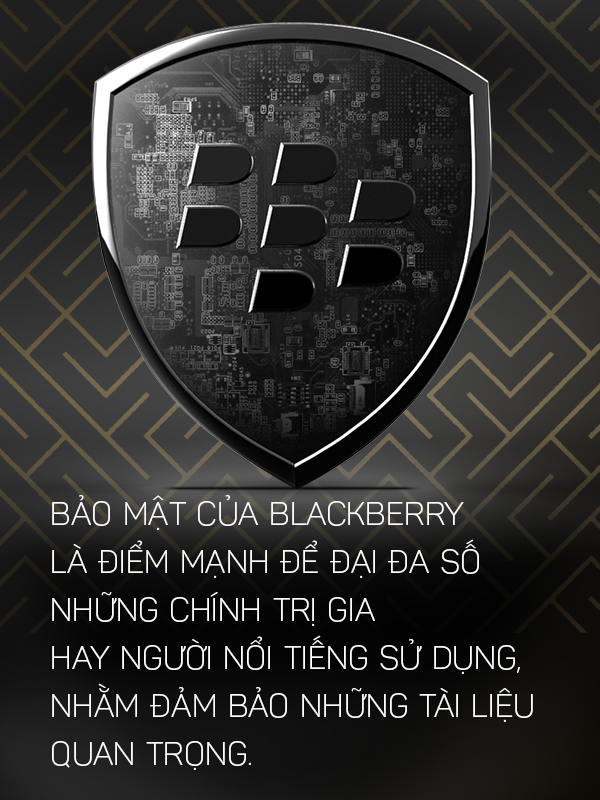 BẢO MẬT CỦA BLACKBERRY
LÀ ĐIỂM MẠNH ĐỂ ĐẠI ĐA SỐ
NHỮNG CHÍNH TRỊ GIA
HAY NGƯỜI NỔI TIẾNG SỬ DỤNG,
NHẰM ĐẢM BẢO NHỮNG TÀI LIỆU
QUAN TRỌNG.